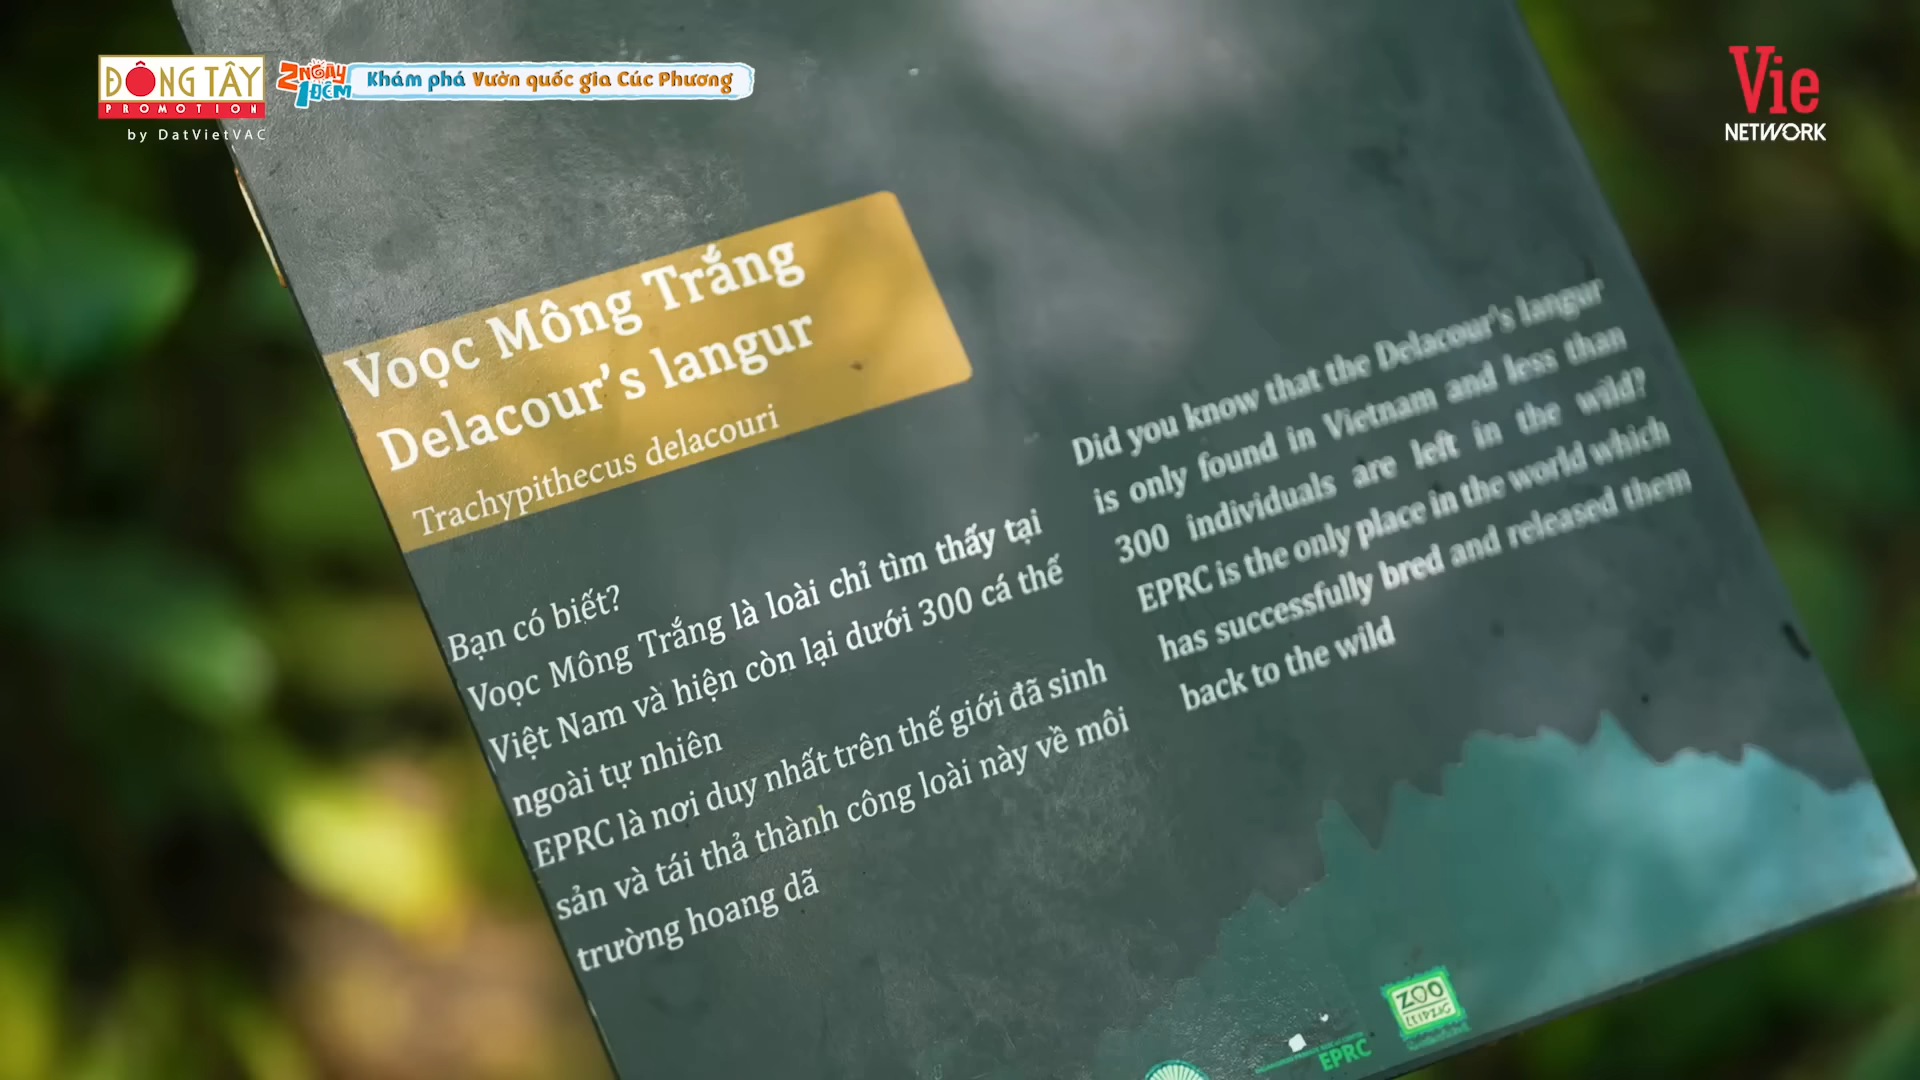 ĐÔNG TÂY
PROMOTION
by DatVietVAC
2 NGÀY
1 ĐÊM
Khám phá Vườn quốc gia Cúc Phương
Vie
NETWORK
Voọc Mông Trắng
Delacour's langur
Trachypithecus delacouri
Bạn có biết?
Voọc Mông Trắng là loài chỉ tìm thấy tại
Việt Nam và hiện còn lại dưới 300 cá thế
ngoài tự nhiên
EPRC là nơi duy nhất trên thế giới đã sinh
sản và tái thả thành công loài này về môi
trường hoang dã
Did you know that the Delacour's langur
is only found in Vietnam and less than
300 individuals are left in the wild?
EPRC is the only place in the world which
has successfully bred and released them
back to the wild
EPRC
ZOO
LEIPZIG